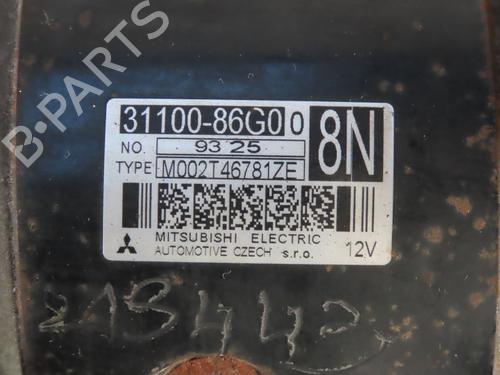 B-PARTS
31100-86G0 0 8N
NO. 93 25
TYPE M002T46781ZE
MITSUBISHI ELECTRIC
AUTOMOTIVE CZECH s.r.o. 12V